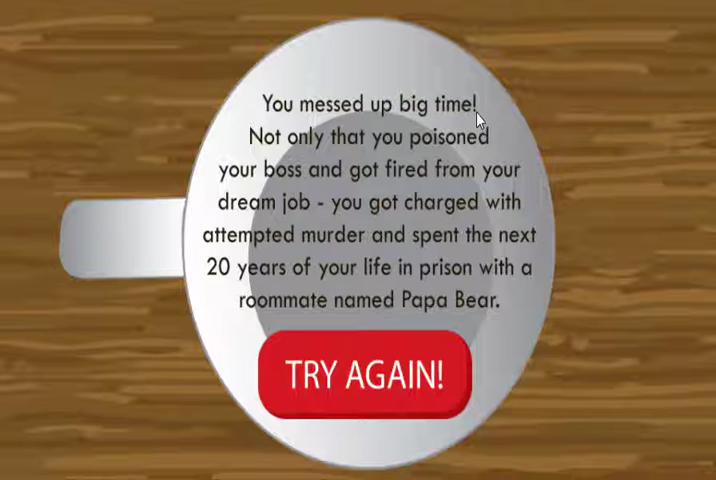 You messed up big time!
Not only that you poisoned
your boss and got fired from your
dream job - you got charged with
attempted murder and spent the next
20 years of your life in prison with a
roommate named Papa Bear.
TRY AGAIN!